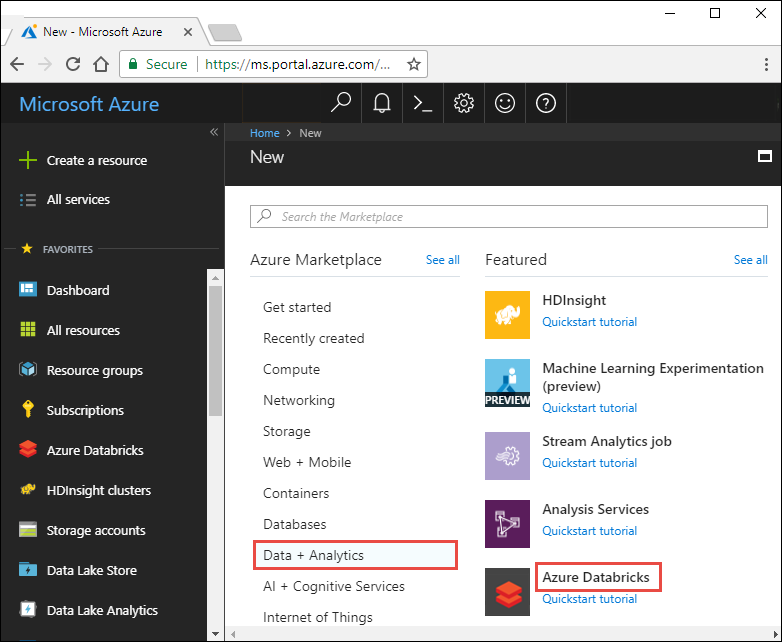 New - Microsoft Azure
Secure
https://ms.portal.azure.com/...
Microsoft Azure
Home > New
New
Create a resource
All services
FAVORITES
Dashboard
All resources
Resource groups
Subscriptions
Azure Databricks
HDInsight clusters
Storage accounts
Data Lake Store
Data Lake Analytics
Search the Marketplace
Azure Marketplace
See all
Get started
Recently created
Compute
Networking
Storage
Web + Mobile
Containers
Databases
Data + Analytics
AI + Cognitive Services
Internet of Things
Featured
See all
HDInsight
Quickstart tutorial
PREVIEW
Machine Learning Experimentation
(preview)
Quickstart tutorial
Stream Analytics job
Quickstart tutorial
Analysis Services
Quickstart tutorial
Azure Databricks
Quickstart tutorial